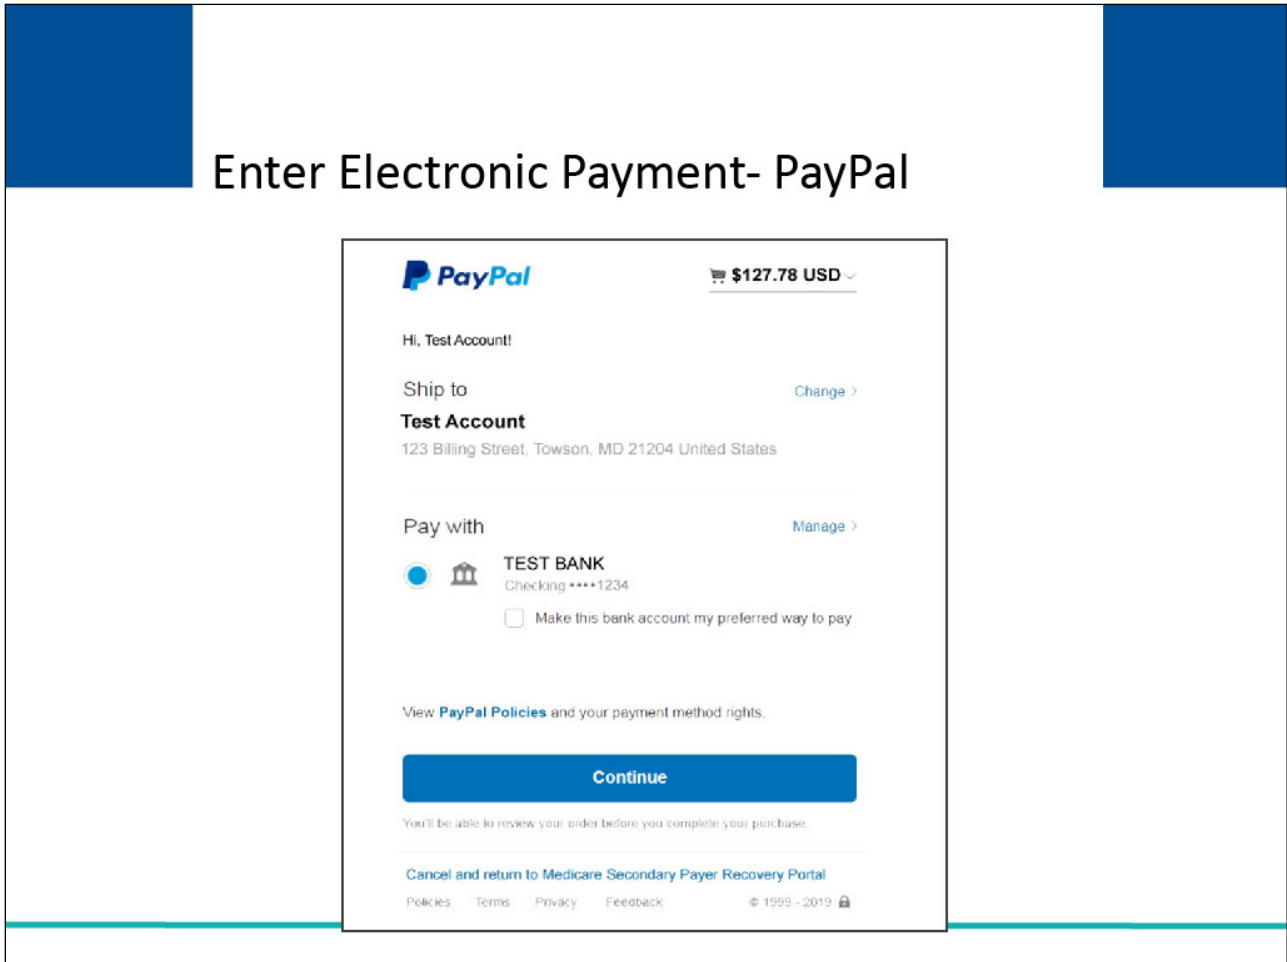 Enter Electronic Payment- PayPal
PayPal
$127.78 USD
Hi, Test Account!
Ship to
Change >
Test Account
123 Billing Street, Towson, MD 21204 United States
Pay with
Manage >
TEST BANK
Checking ••••1234
Make this bank account my preferred way to pay
View PayPal Policies and your payment method rights.
Continue
You'll be able to review your order before you complete your purchase.
Cancel and return to Medicare Secondary Payer Recovery Portal
Policies Terms Privacy Feedback © 1999 - 2019